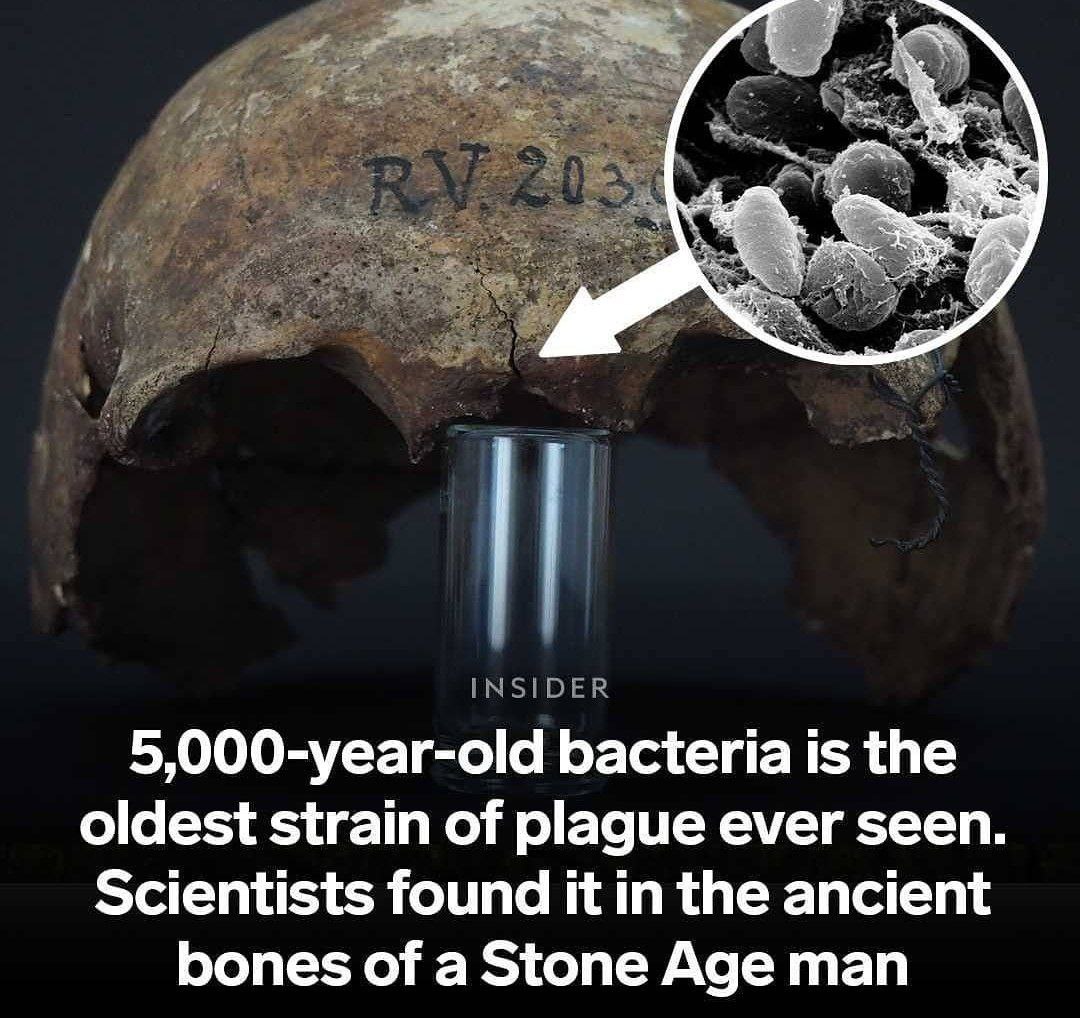 RV. 203
INSIDER
5,000-year-old bacteria is the
oldest strain of plague ever seen.
Scientists found it in the ancient
bones of a Stone Age man